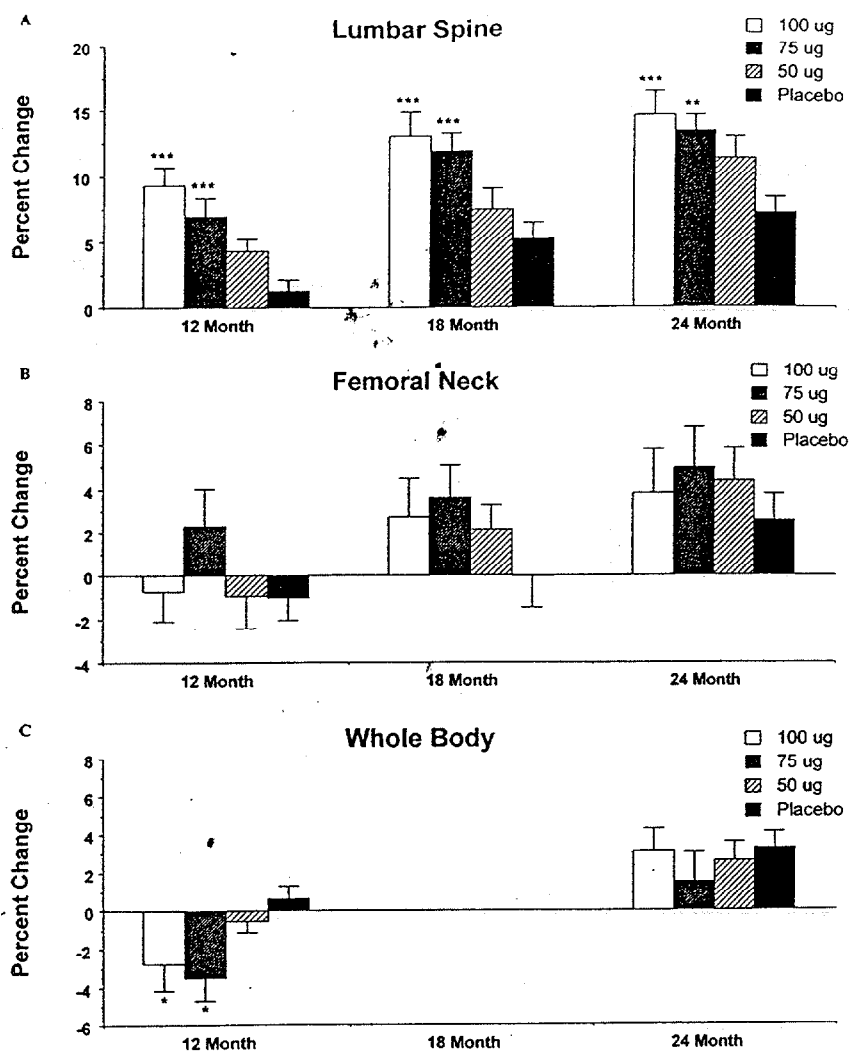 A
Lumbar Spine
100 ug
75 ug
50 ug
Placebo
Percent Change
20
15
10
5
0
***
***
***
***
***
**
12 Month
18 Month
24 Month
B
Femoral Neck
100 ug
75 ug
50 ug
Placebo
Percent Change
8
6
4
2
0
-2
-4
12 Month
18 Month
24 Month
C
Whole Body
100 ug
75 ug
50 ug
Placebo
Percent Change
8
6
4
2
0
-2
-4
-6
*
*
12 Month
18 Month
24 Month